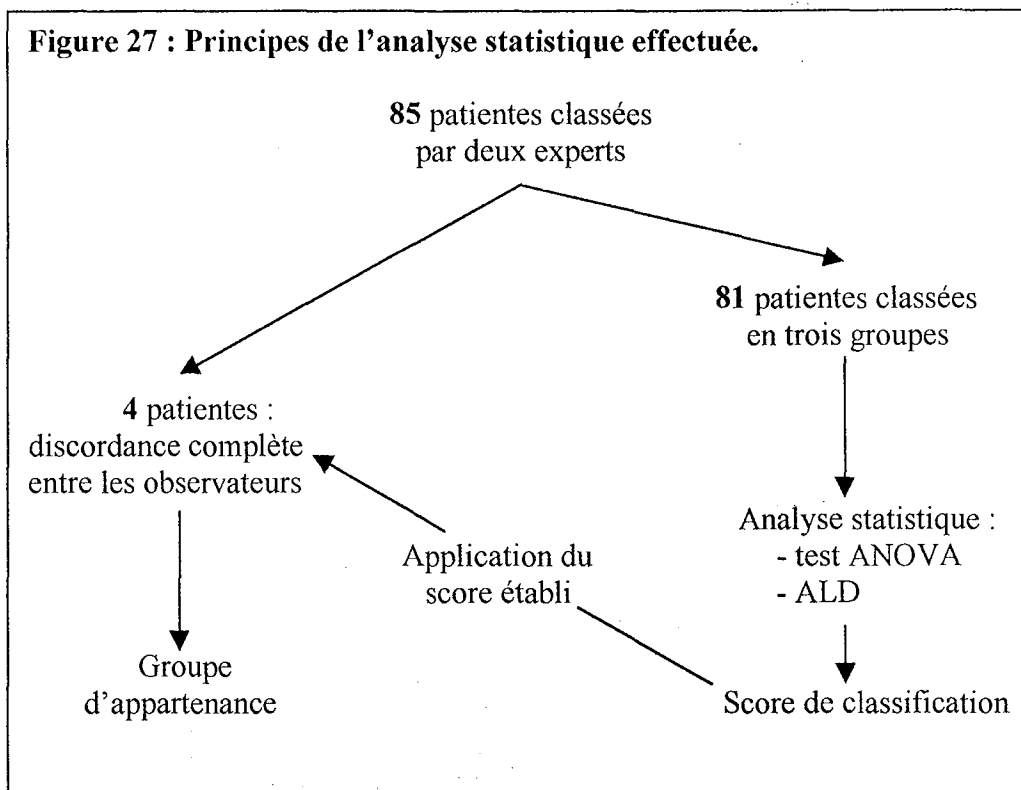 Figure 27 : Principes de l'analyse statistique effectuée.
85 patientes classées
par deux experts
81 patientes classées
en trois groupes
4 patientes :
discordance complète
entre les observateurs
Analyse statistique :
- test ANOVA
- ALD
Application du
score établi
Groupe
d'appartenance
Score de classification